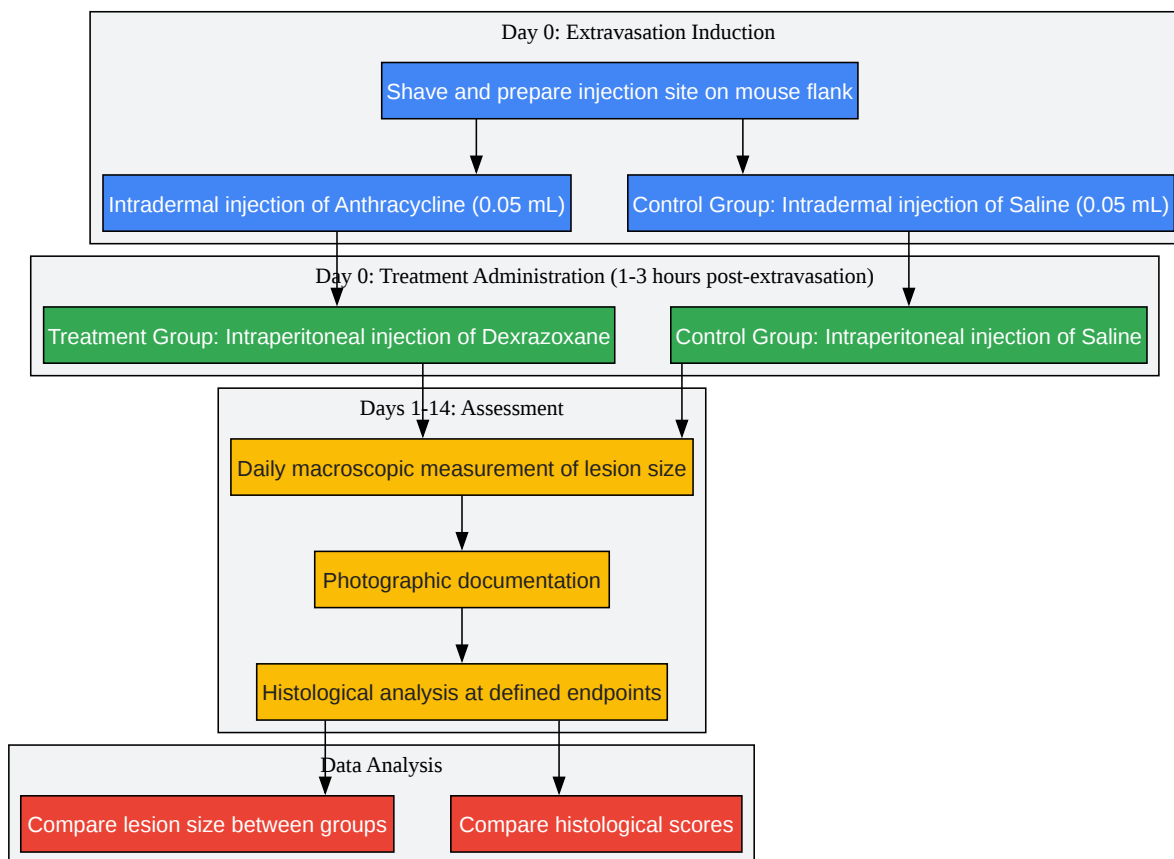 Day 0: Extravasation Induction
Shave and prepare injection site on mouse flank
Intradermal injection of Anthracycline (0.05 mL)
Control Group: Intradermal injection of Saline (0.05 mL)
Day 0: Treatment Administration (1-3 hours post-extravasation)
Treatment Group: Intraperitoneal injection of Dexrazoxane
Control Group: Intraperitoneal injection of Saline
Days 1-14: Assessment
Daily macroscopic measurement of lesion size
Photographic documentation
Histological analysis at defined endpoints
Data Analysis
Compare lesion size between groups
Compare histological scores